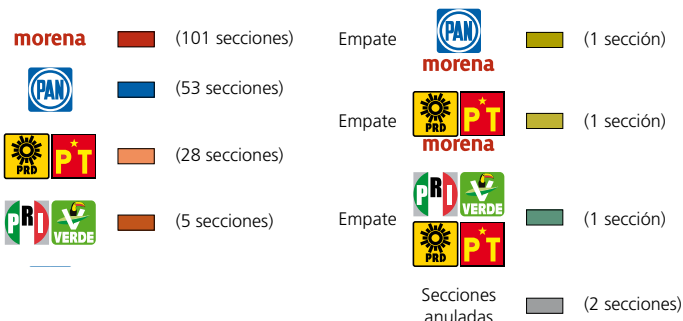 morena (101 secciones)
PAN (53 secciones)
PRD PT (28 secciones)
PRI VERDE (5 secciones)
Empate PAN morena (1 sección)
Empate PRD PT morena (1 sección)
Empate PRI VERDE PRD PT (1 sección)
Secciones
anuladas (2 secciones)